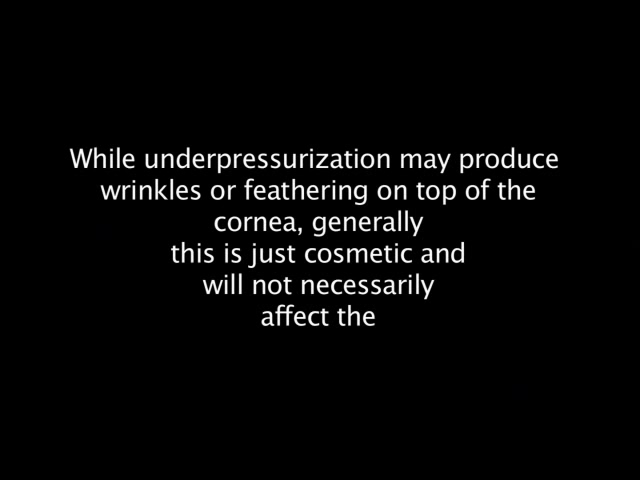 While underpressurization may produce
wrinkles or feathering on top of the
cornea, generally
this is just cosmetic and
will not necessarily
affect the